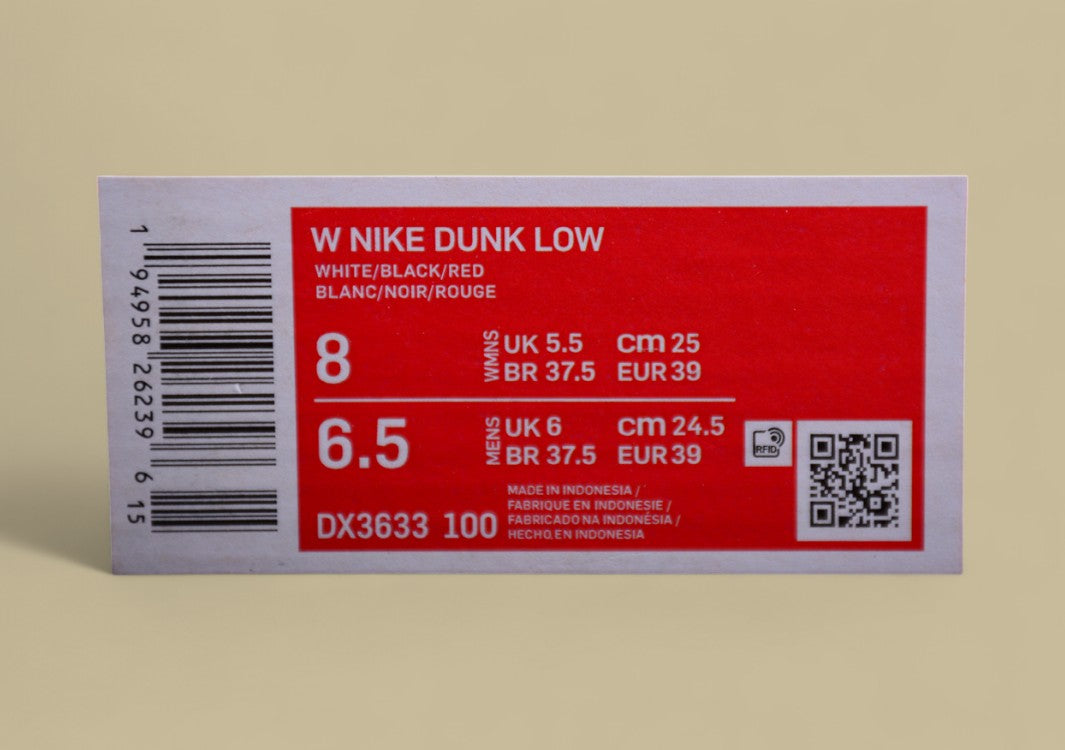 1 94958 26239 6 15
W NIKE DUNK LOW
WHITE/BLACK/RED
BLANC/NOIR/ROUGE
8
WMNS
UK 5.5 cm 25
BR 37.5 EUR 39
6.5
MENS
UK 6 cm 24.5
BR 37.5 EUR 39
RFID
MADE IN INDONESIA /
FABRIQUE EN INDONESIE /
FABRICADO NA INDONÉSIA /
HECHO EN INDONESIA
DX3633 100